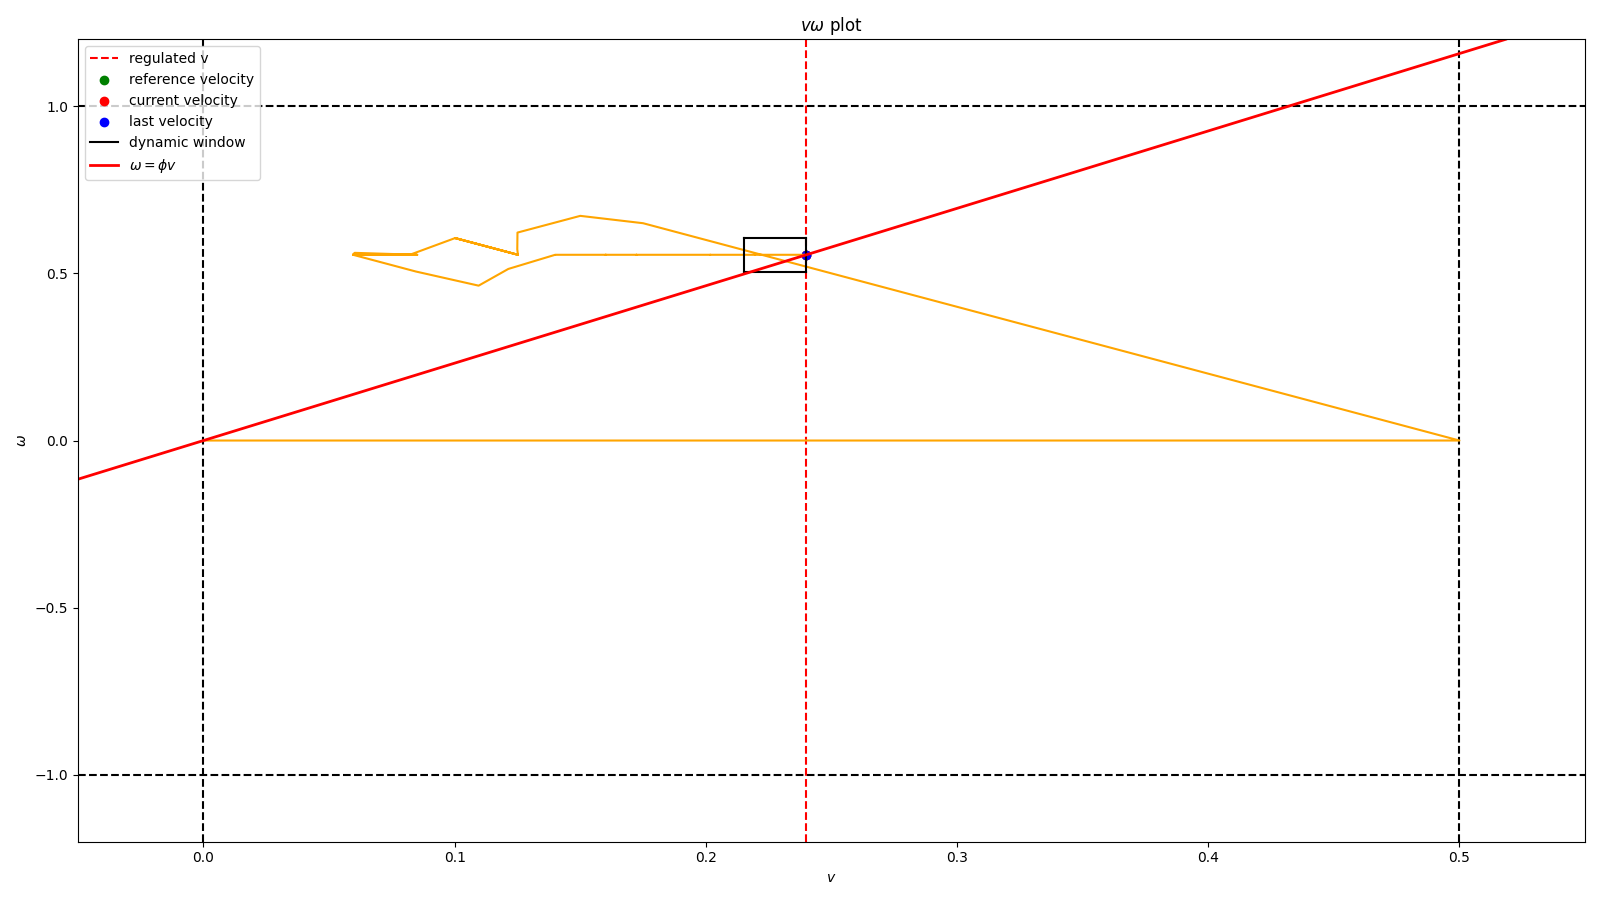 vω plot
regulated v
reference velocity
current velocity
last velocity
dynamic window
ω = ϕv
1.0
0.5
0.0
−0.5
−1.0
ω
0.0 0.1 0.2 0.3 0.4 0.5
v